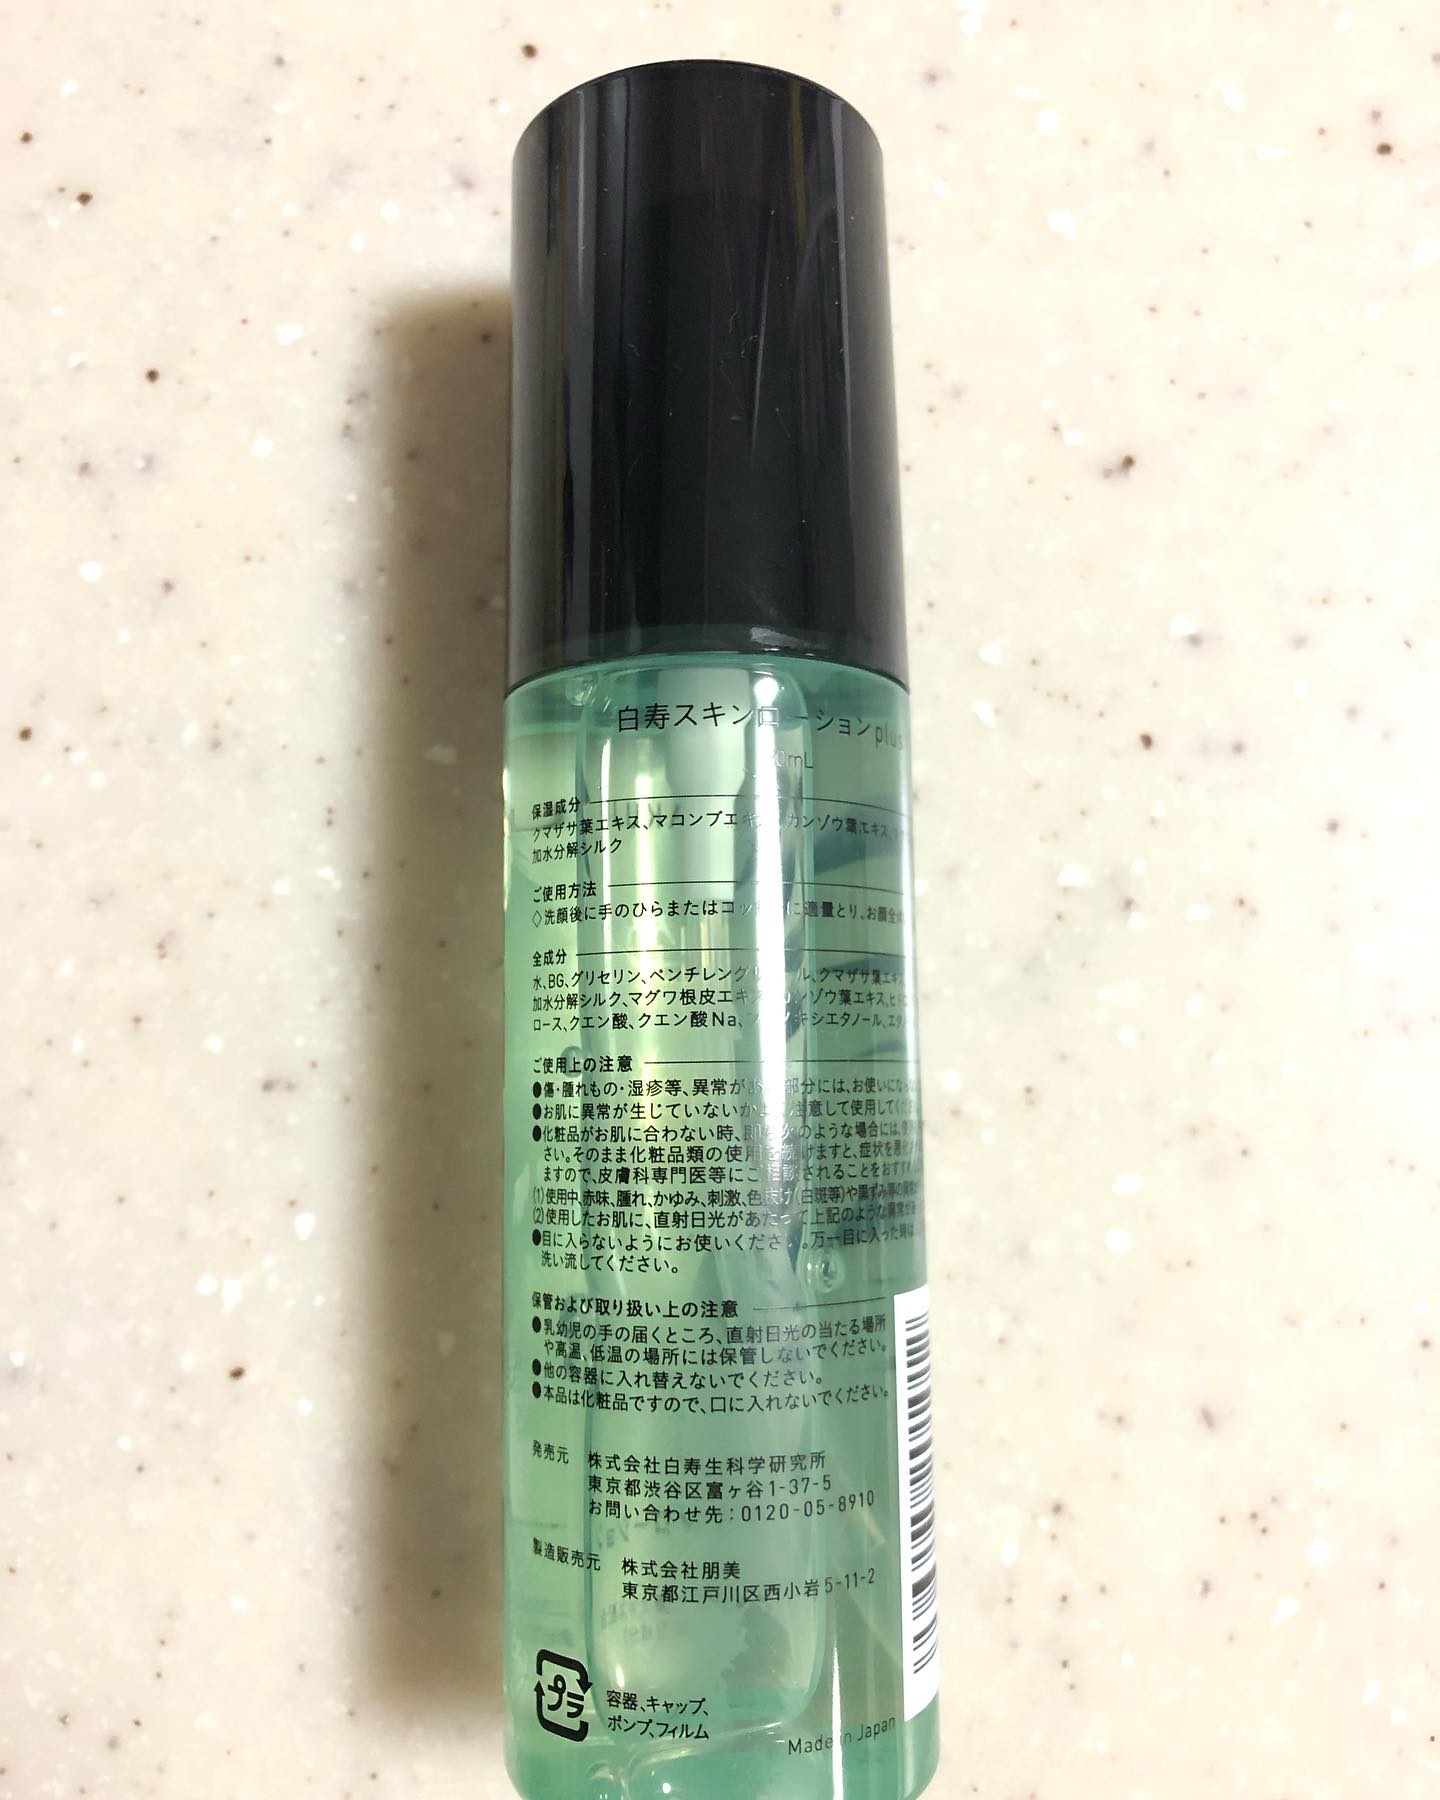 白寿スキンローションplus
0mL
保湿成分
クマザサ葉エキス、マコンブエキス、カンゾウ葉エキス、
加水分解シルク
ご使用方法
◇洗顔後に手のひらまたはコットンに適量とり、お顔全
全成分
水、BG、グリセリン、ペンチレングリコール、クマザサ葉エキス
加水分解シルク、マグワ根皮エキス、カンゾウ葉エキス、ヒ
ロース、クエン酸、クエン酸Na、フェノキシエタノール、エタ
ご使用上の注意
●傷・腫れもの・湿疹等、異常がある部分には、お使いになら
●お肌に異常が生じていないかよく注意して使用してくだ
●化粧品がお肌に合わない時、即ち次のような場合には、
さい。そのまま化粧品類の使用を続けますと、症状を悪化
ますので、皮膚科専門医等にご相談されることをおすす
(1)使用中、赤味、腫れ、かゆみ、刺激、色抜け(白斑等)や黒ずみ等の異常が
(2)使用したお肌に、直射日光があたって上記のような異常が
●目に入らないようにお使いください。万一目に入った時は、
洗い流してください。
保管および取り扱い上の注意
●乳幼児の手の届くところ、直射日光の当たる場所
や高温、低温の場所には保管しないでください。
●他の容器に入れ替えないでください。
●本品は化粧品ですので、口に入れないでください。
発売元 株式会社白寿生科学研究所
東京都渋谷区富ヶ谷1-37-5
お問い合わせ先:0120-05-8910
製造販売元 株式会社朋美
東京都江戸川区西小岩5-11-2
プラ
容器、キャップ、
ポンプ、フィルム
Made in Japan